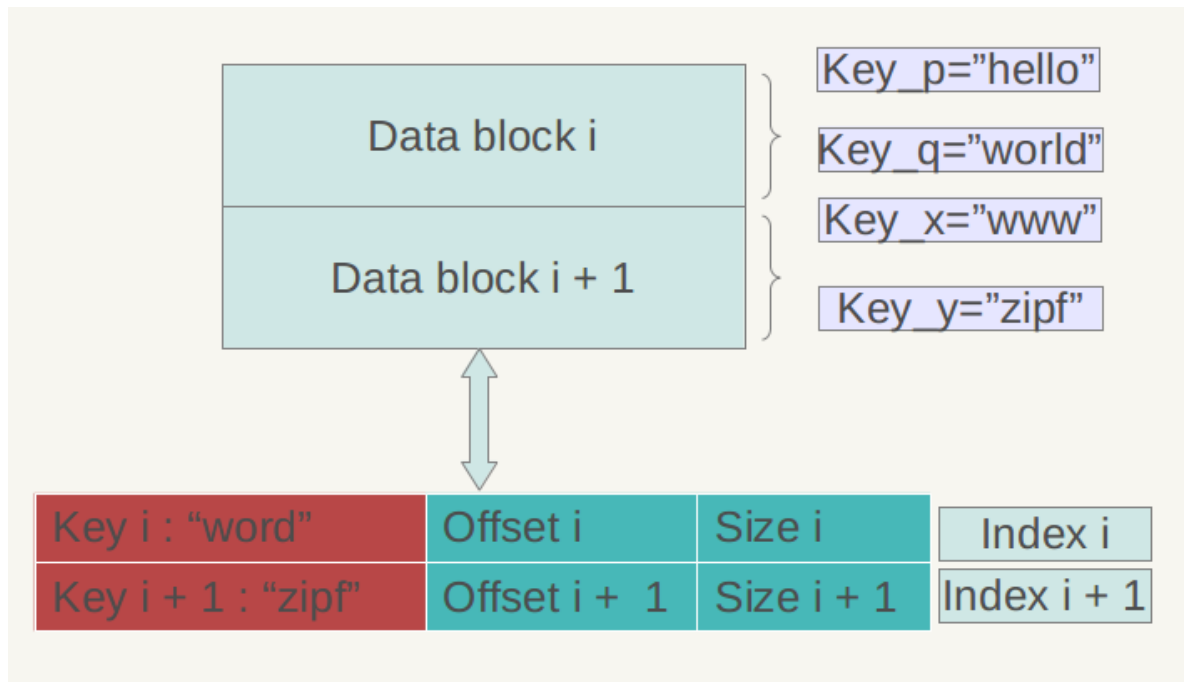 Key_p=”hello”
Data block i
Key_q=”world”
Key_x=”www”
Data block i + 1
Key_y=”zipf”
Key i : “word” Offset i Size i Index i
Key i + 1 : “zipf” Offset i + 1 Size i + 1 Index i + 1